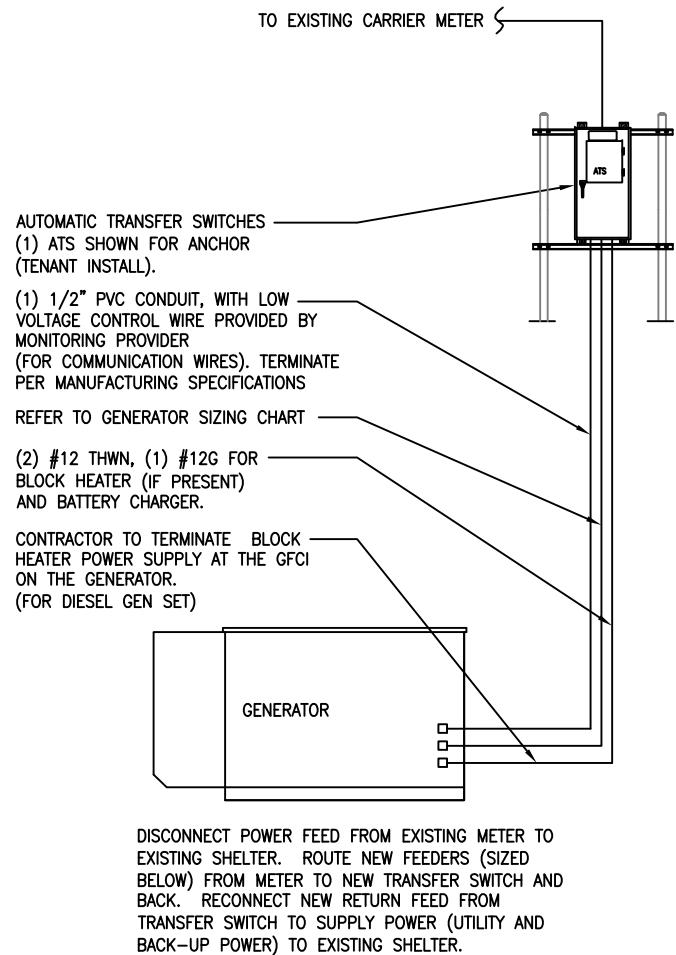 TO EXISTING CARRIER METER
ATS
AUTOMATIC TRANSFER SWITCHES
(1) ATS SHOWN FOR ANCHOR
(TENANT INSTALL).
(1) 1/2" PVC CONDUIT, WITH LOW
VOLTAGE CONTROL WIRE PROVIDED BY
MONITORING PROVIDER
(FOR COMMUNICATION WIRES). TERMINATE
PER MANUFACTURING SPECIFICATIONS
REFER TO GENERATOR SIZING CHART
(2) #12 THWN, (1) #12G FOR
BLOCK HEATER (IF PRESENT)
AND BATTERY CHARGER.
CONTRACTOR TO TERMINATE BLOCK
HEATER POWER SUPPLY AT THE GFCI
ON THE GENERATOR.
(FOR DIESEL GEN SET)
GENERATOR
DISCONNECT POWER FEED FROM EXISTING METER TO
EXISTING SHELTER. ROUTE NEW FEEDERS (SIZED
BELOW) FROM METER TO NEW TRANSFER SWITCH AND
BACK. RECONNECT NEW RETURN FEED FROM
TRANSFER SWITCH TO SUPPLY POWER (UTILITY AND
BACK-UP POWER) TO EXISTING SHELTER.